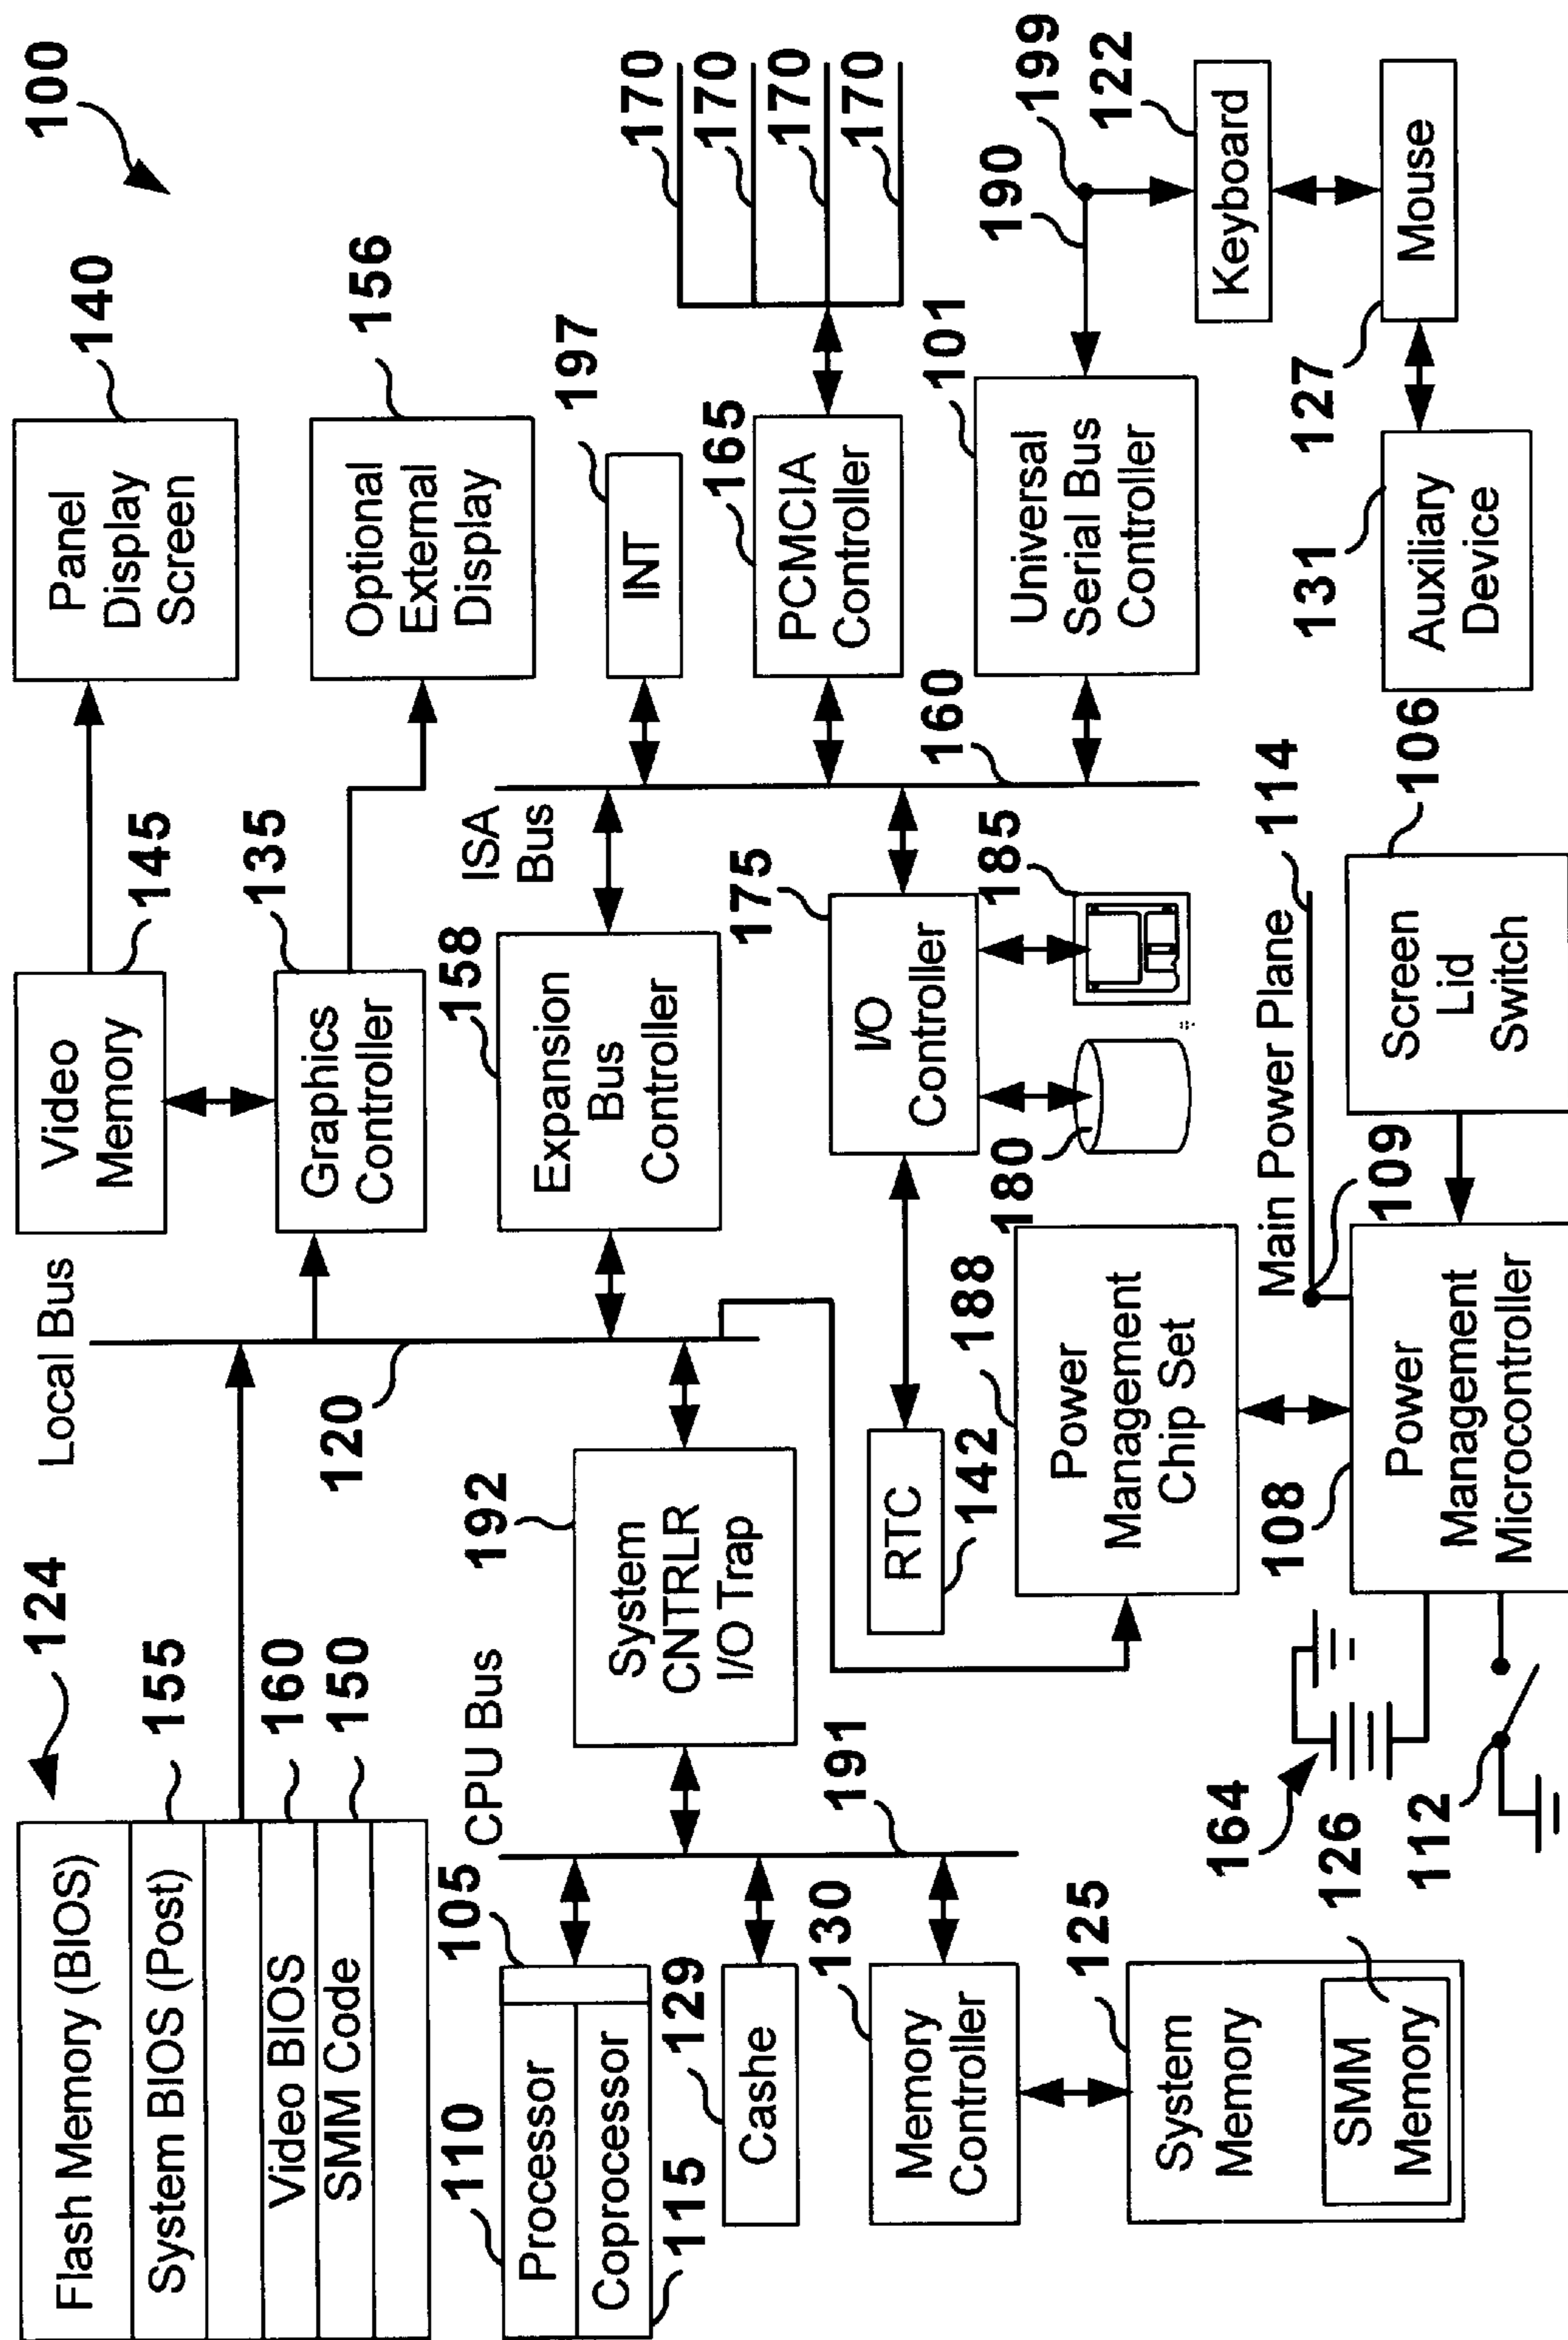 100
124
Flash Memory (BIOS)
System BIOS (Post)
Video BIOS
SMM Code
155
160
150
Local Bus
120
Video
Memory
145
Graphics
Controller
135
Panel
Display
Screen
140
Optional
External
Display
156
CPU Bus
191
110
Processor
Coprocessor
105
115
Cashe
129
Memory
Controller
130
System
Memory
125
SMM
Memory
126
System
CNTRLR
I/O Trap
192
Expansion
Bus
Controller
158
ISA
Bus
160
INT
197
PCMCIA
Controller
165
170
170
170
170
Universal
Serial Bus
Controller
101
190
199
I/O
Controller
175
180
185
RTC
142
Power
Management
Chip Set
188
Keyboard
122
Mouse
127
Auxiliary
Device
131
Main Power Plane
114
109
Power
Management
Microcontroller
108
Screen
Lid
Switch
106
164
112